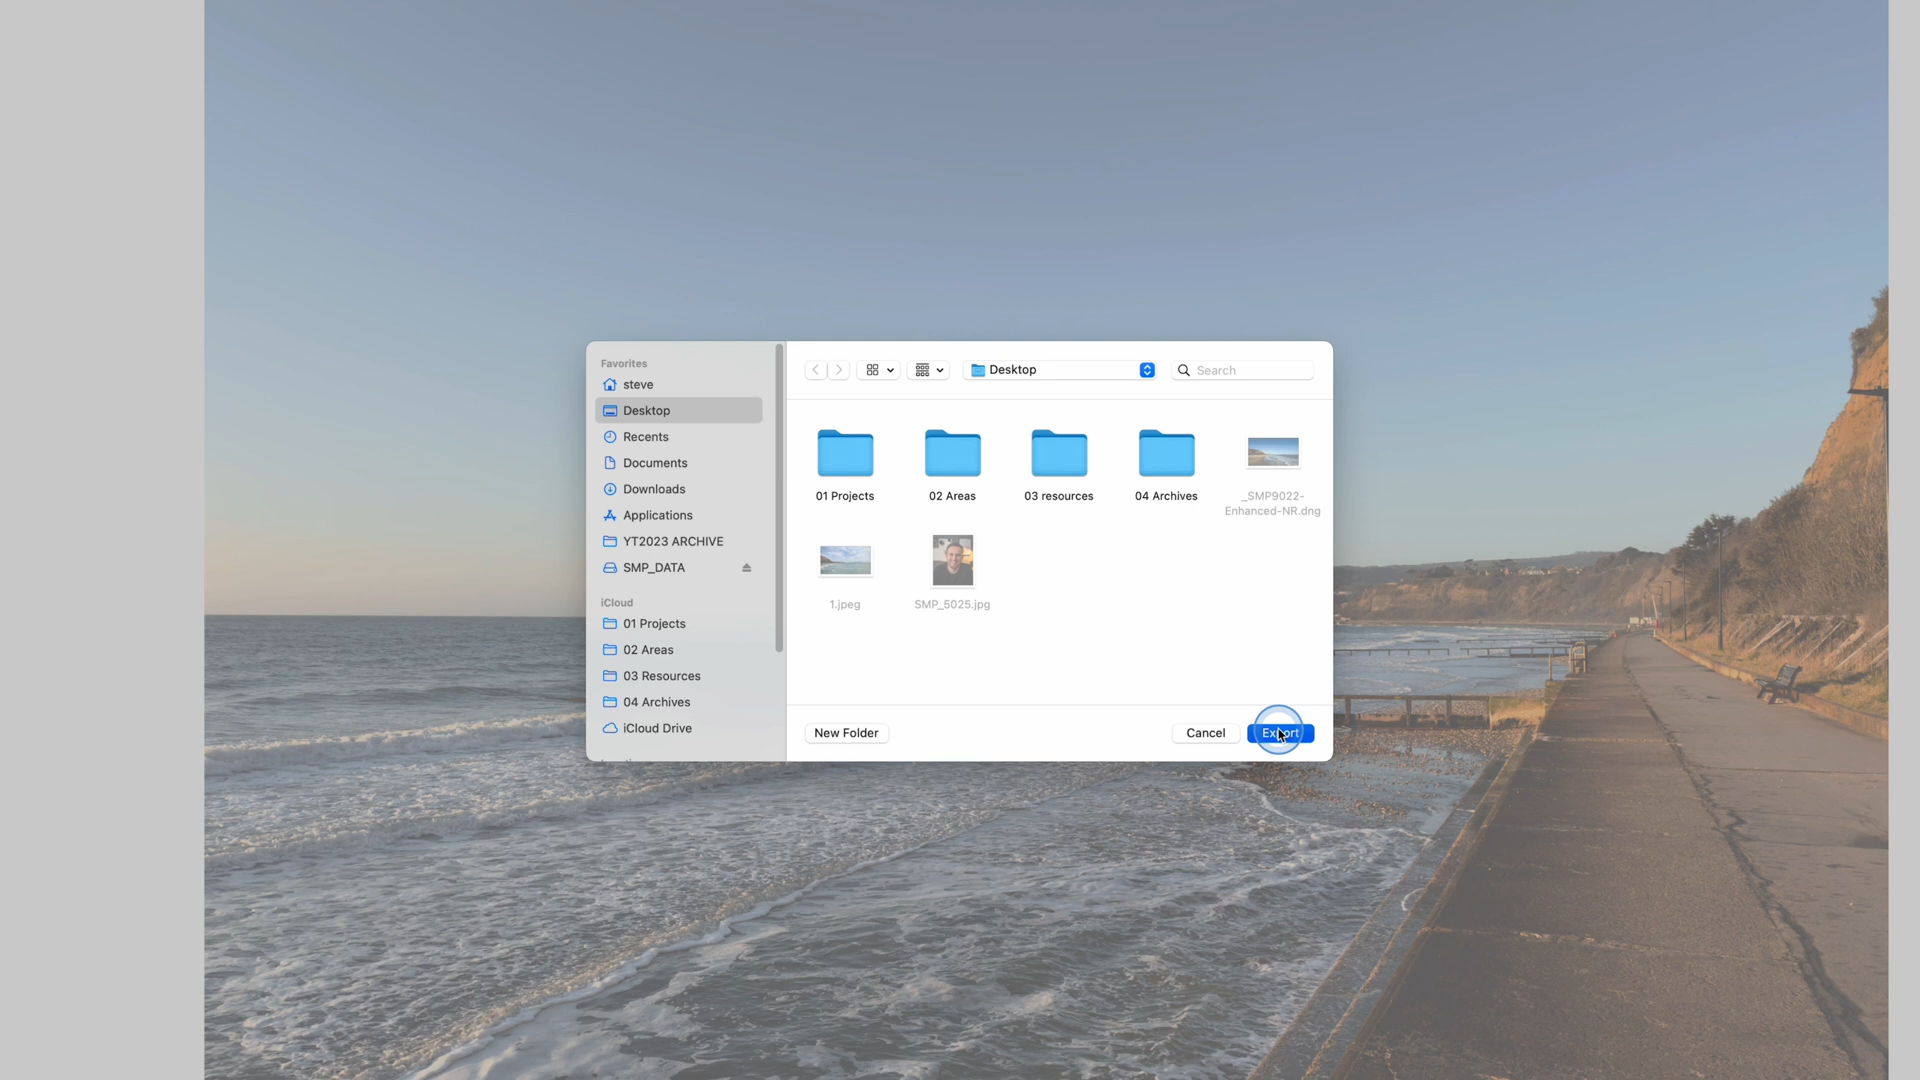 Favorites
steve
Desktop
Recents
Documents
Downloads
Applications
YT2023 ARCHIVE
SMP_DATA
iCloud
01 Projects
02 Areas
03 Resources
04 Archives
iCloud Drive
Desktop
Search
01 Projects
02 Areas
03 resources
04 Archives
_SMP9022-
Enhanced-NR.dng
1.jpeg
SMP_5025.jpg
New Folder
Cancel
Export